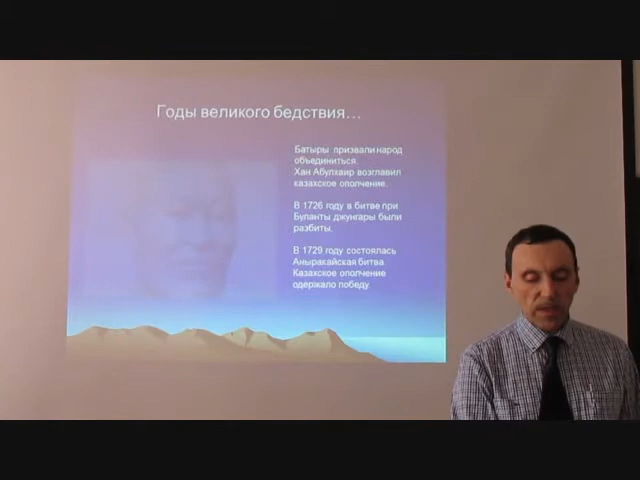 Годы великого бедствия...
Батыры призвали народ
объединиться.
Хан Абулхаир возглавил
казахское ополчение.
В 1726 году в битве при
Буланты джунгары были
разбиты.
В 1729 году состоялась
Аныракайская битва.
Казахское ополчение
одержало победу.